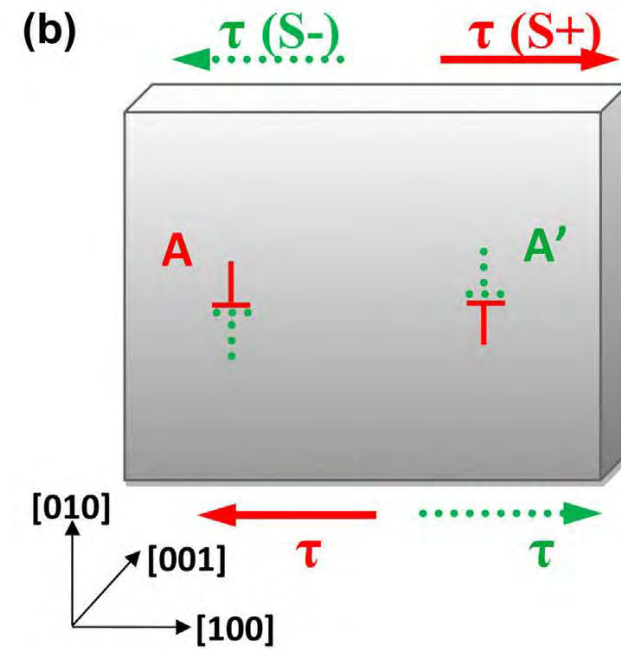 (b)
τ (S-) τ (S+)
A A′
[010]
[001]
[100]
τ τ